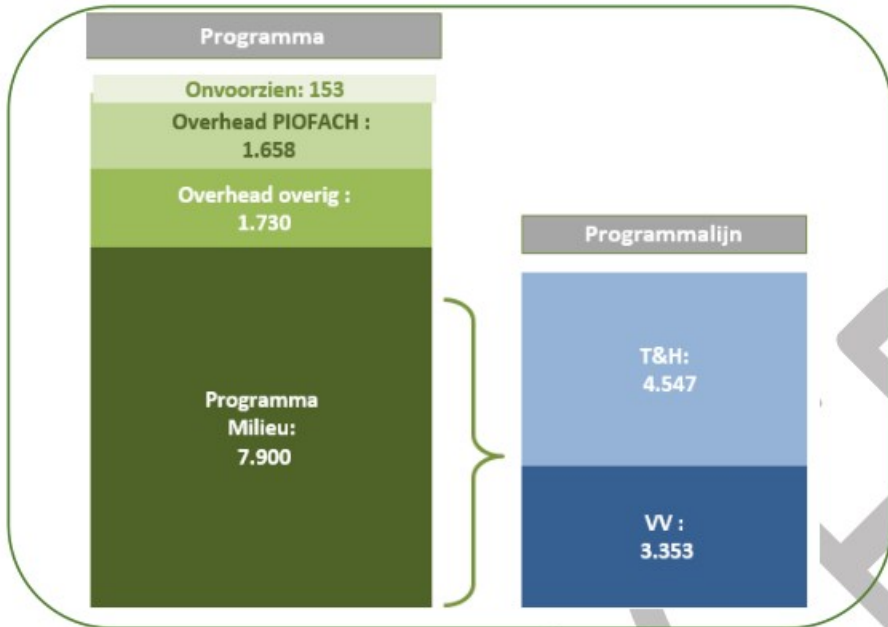 Programma
Onvoorzien: 153
Overhead PIOFACH :
1.658
Overhead overig :
1.730
Programma
Milieu:
7.900
Programmalijn
T&H:
4.547
VV :
3.353